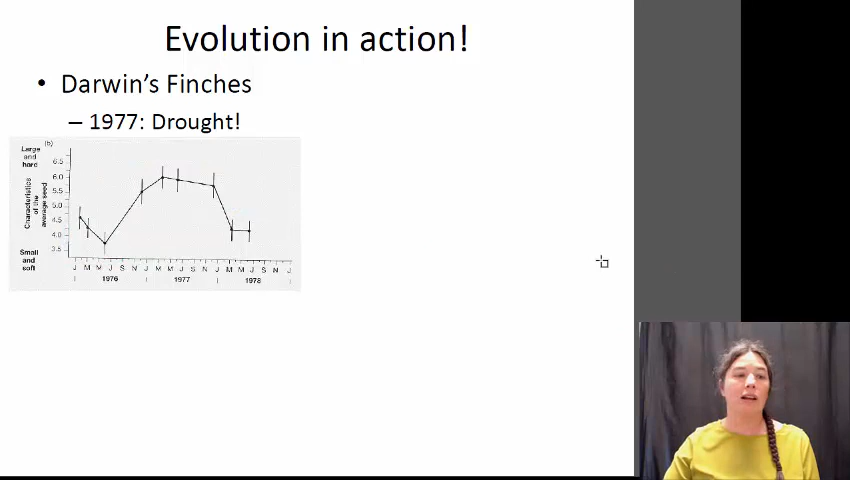 Evolution in action!
• Darwin's Finches
– 1977: Drought!
(b)
Large
and
hard
Characteristics
of the
average seed
Small
and
soft
6.5
6.0
5.5
5.0
4.5
4.0
3.5
J M M J S N J M M J S N J M M J S N J
1976 1977 1978